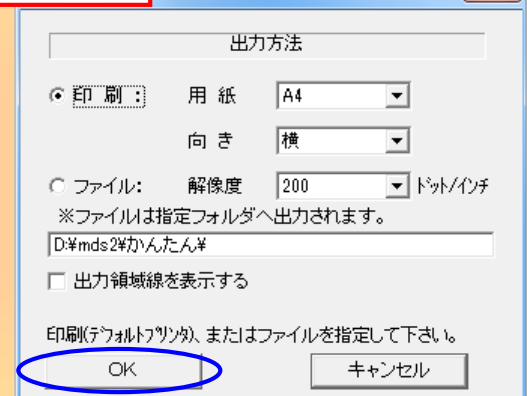 出力方法
印 刷 : 用 紙 A4
向 き 横
ファイル: 解像度 200 ドット/インチ
※ファイルは指定フォルダへ出力されます。
D:¥mds2¥かんたん¥
出力領域線を表示する
印刷(デフォルトプリンタ)、またはファイルを指定して下さい。
OK キャンセル